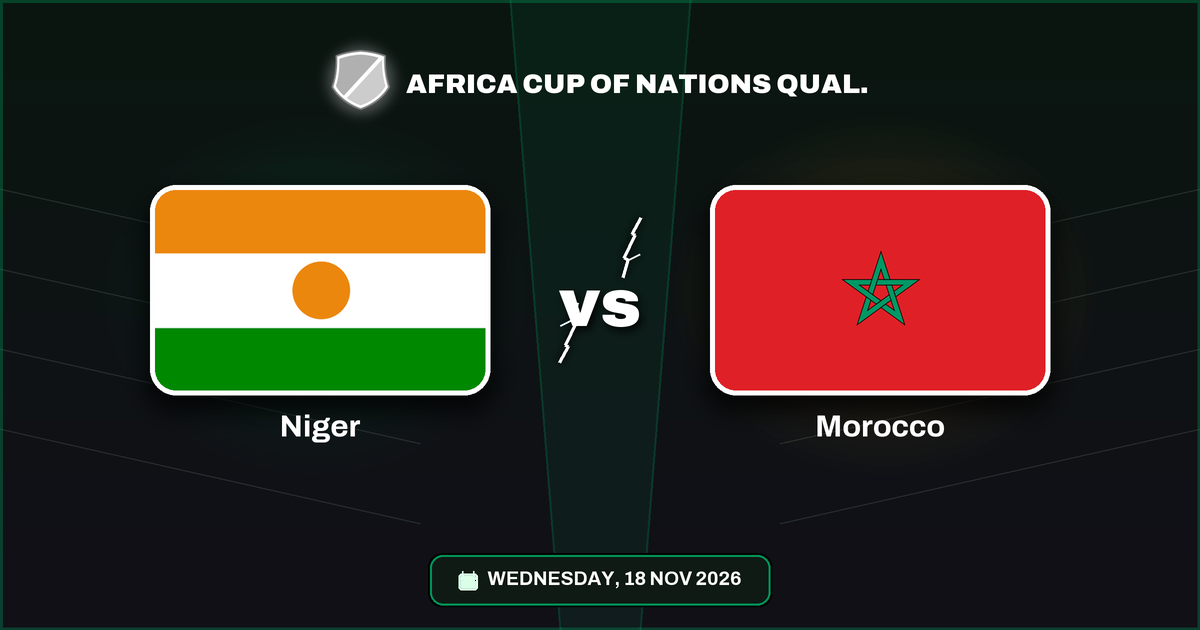 AFRICA CUP OF NATIONS QUAL.
VS
Niger
Morocco
WEDNESDAY, 18 NOV 2026